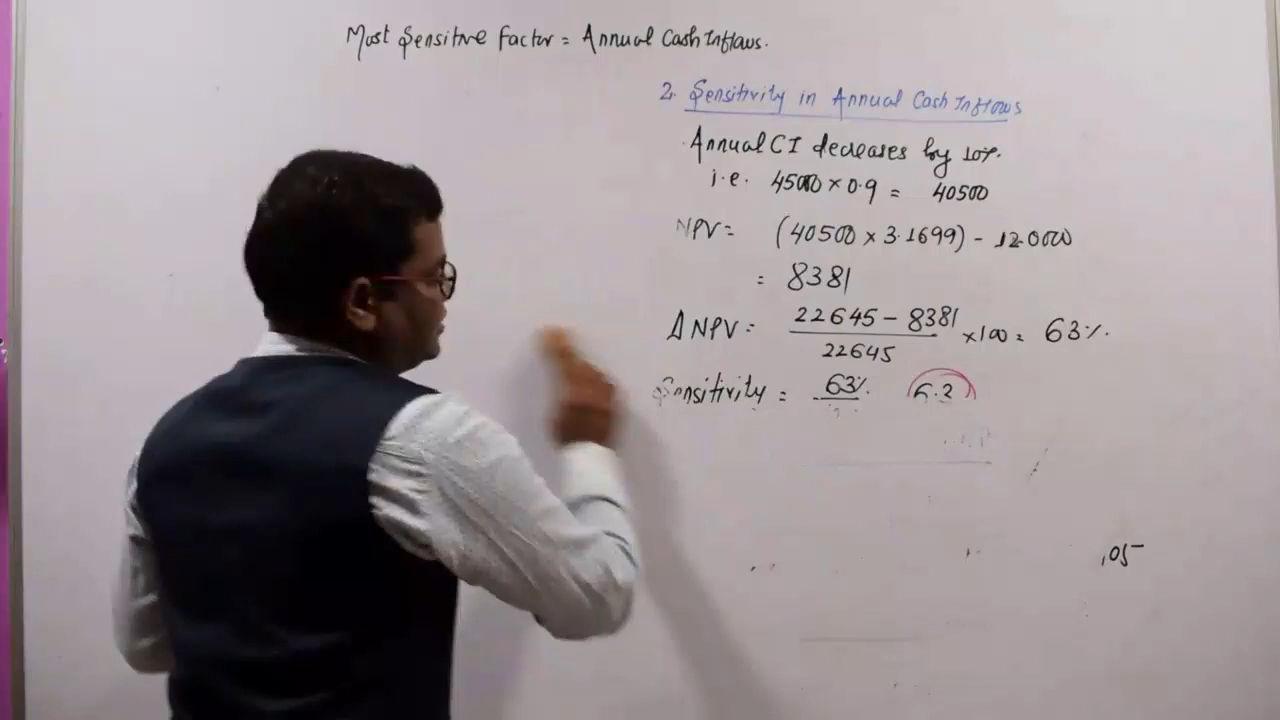 Most Sensitive Factor = Annual Cash Inflows.
2. Sensitivity in Annual Cash Inflows
Annual CI decreases by 10%.
i.e. 45000 × 0.9 = 40500
NPV = (40500 × 3.1699) - 120000
= 8381
Δ NPV = 22645 - 8381 / 22645 × 100 = 63%.
Sensitivity = 63% 6.3
.05